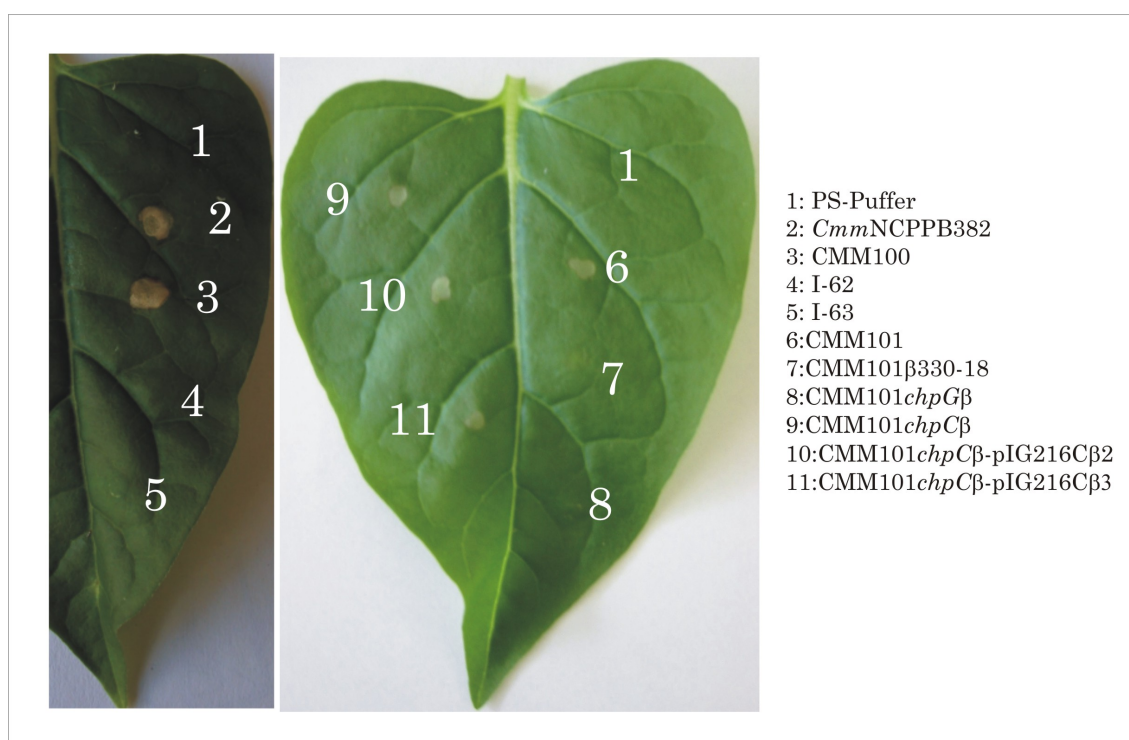 1
2
3
4
5
9
1
10
6
11
7
8
1: PS-Puffer
2: CmmNCPPB382
3: CMM100
4: I-62
5: I-63
6:CMM101
7:CMM101β330-18
8:CMM101chpGβ
9:CMM101chpCβ
10:CMM101chpCβ-pIG216Cβ2
11:CMM101chpCβ-pIG216Cβ3